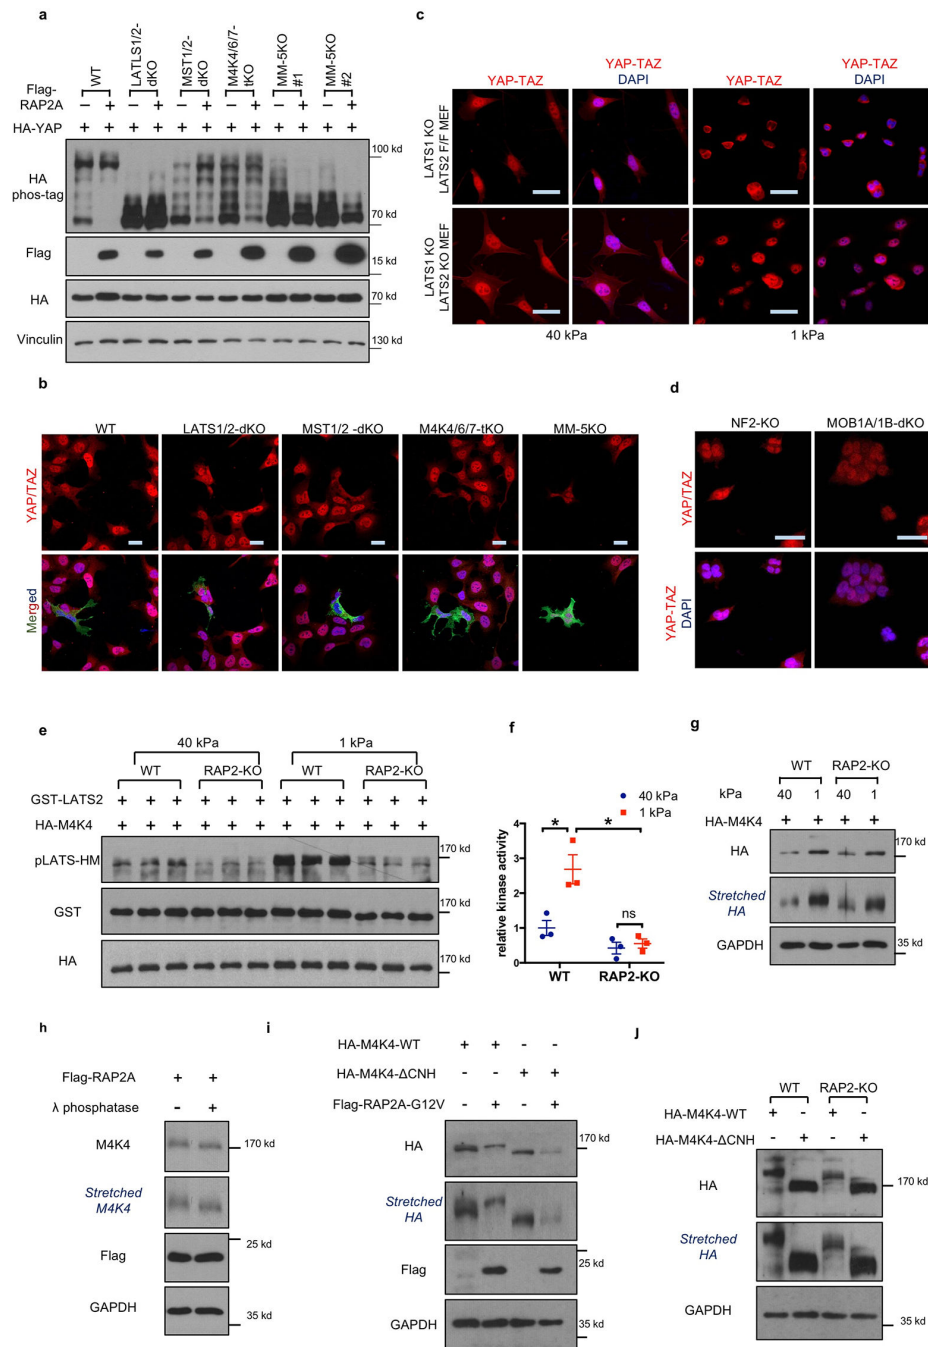 a
WT
LATLS1/2-
dKO
MST1/2-
dKO
M4K4/6/7-
tKO
MM-5KO
#1
MM-5KO
#2
Flag-
RAP2A
– + – + – + – + – + – +
HA-YAP
+ + + + + + + + + + + +
HA
phos-tag
100 kd
70 kd
Flag
15 kd
HA
70 kd
Vinculin
130 kd
b
WT
LATS1/2-dKO
MST1/2 -dKO
M4K4/6/7-tKO
MM-5KO
YAP/TAZ
Merged
c
YAP-TAZ
YAP-TAZ
DAPI
YAP-TAZ
YAP-TAZ
DAPI
LATS1 KO
LATS2 F/F MEF
LATS1 KO
LATS2 KO MEF
40 kPa
1 kPa
d
NF2-KO
MOB1A/1B-dKO
YAP/TAZ
YAP-TAZ
DAPI
e
40 kPa
1 kPa
WT
RAP2-KO
WT
RAP2-KO
GST-LATS2
+ + + + + + + + + + + +
HA-M4K4
+ + + + + + + + + + + +
pLATS-HM
170 kd
GST
170 kd
HA
170 kd
f
40 kPa
1 kPa
relative kinase activity
4
3
2
1
0
*
*
ns
WT
RAP2-KO
g
WT
RAP2-KO
kPa
40 1 40 1
HA-M4K4
+ + + +
HA
170 kd
Stretched
HA
GAPDH
35 kd
h
Flag-RAP2A
+ +
λ phosphatase
- +
M4K4
170 kd
Stretched
M4K4
Flag
25 kd
GAPDH
35 kd
i
HA-M4K4-WT
+ + - -
HA-M4K4-ΔCNH
- - + +
Flag-RAP2A-G12V
- + - +
HA
170 kd
Stretched
HA
Flag
25 kd
GAPDH
35 kd
J
WT
RAP2-KO
HA-M4K4-WT
+ - + -
HA-M4K4-ΔCNH
- + - +
HA
170 kd
Stretched
HA
GAPDH
35 kd